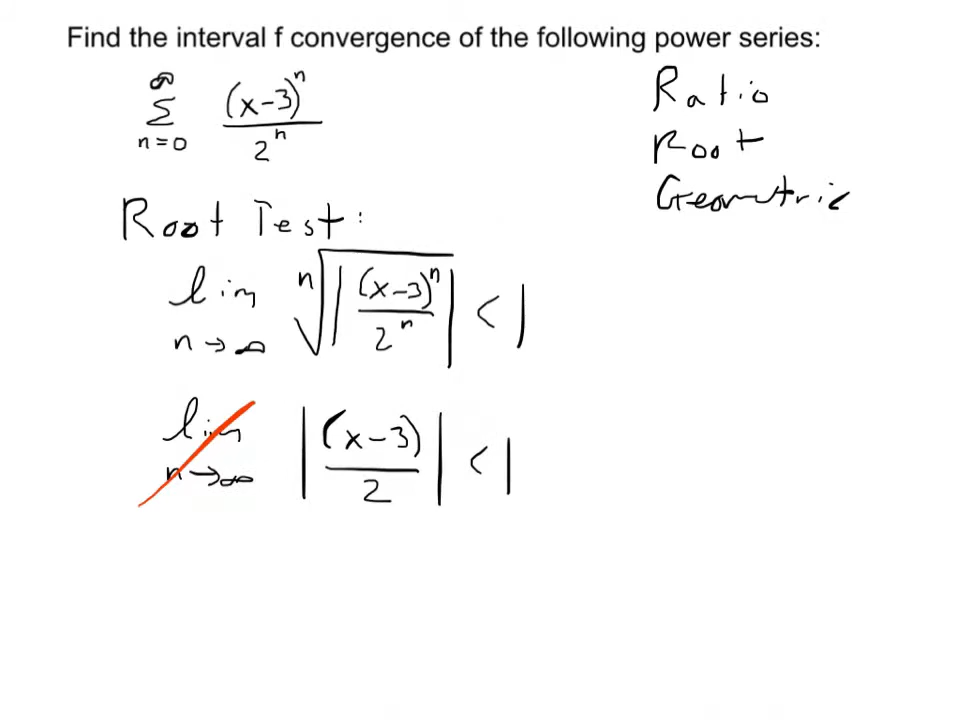 Find the interval f convergence of the following power series:
∞
Σ (x-3)^n / 2^n
n=0
Ratio
Root
Geometric
Root Test:
lim n→∞ ⁿ√|(x-3)^n / 2^n| < 1
lim n→∞ |(x-3) / 2| < 1